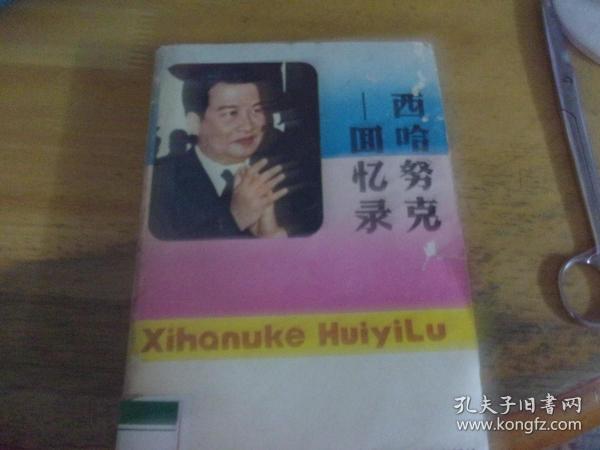 西哈努克
—回忆录
Xihanuke HuiyiLu
孔夫子旧书网
www.kongfz.com